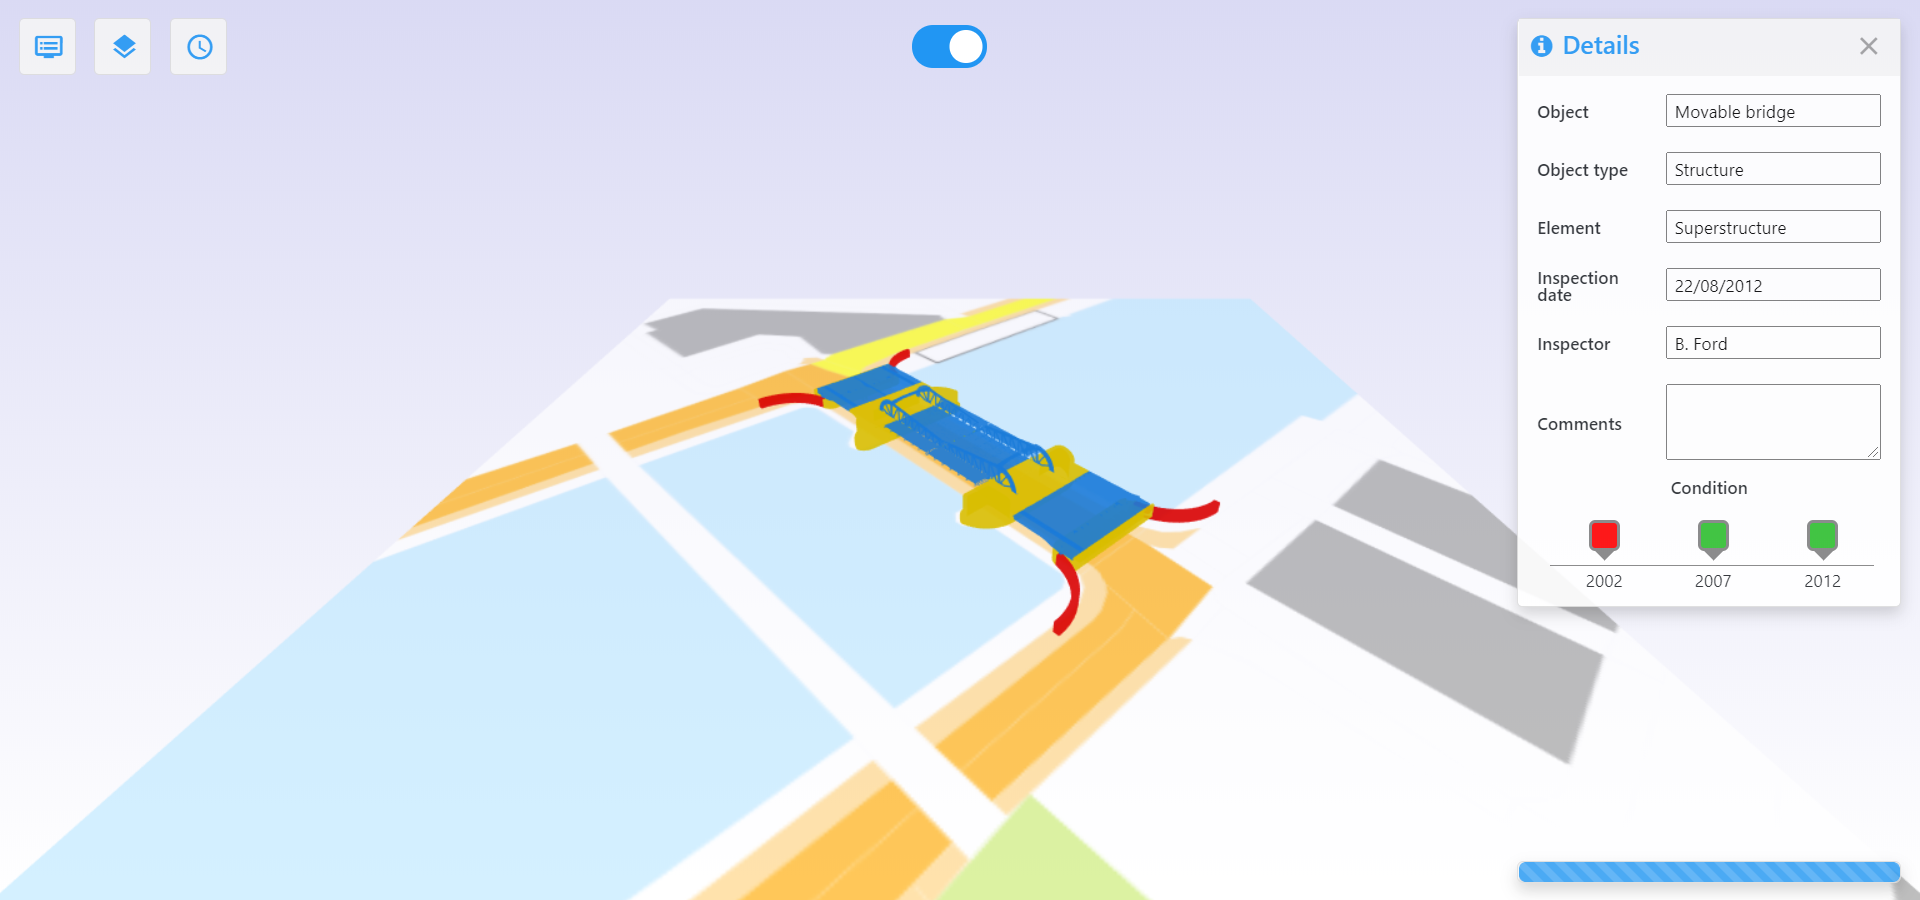 Details
Object
Movable bridge
Object type
Structure
Element
Superstructure
Inspection
date
22/08/2012
Inspector
B. Ford
Comments
Condition
2002
2007
2012